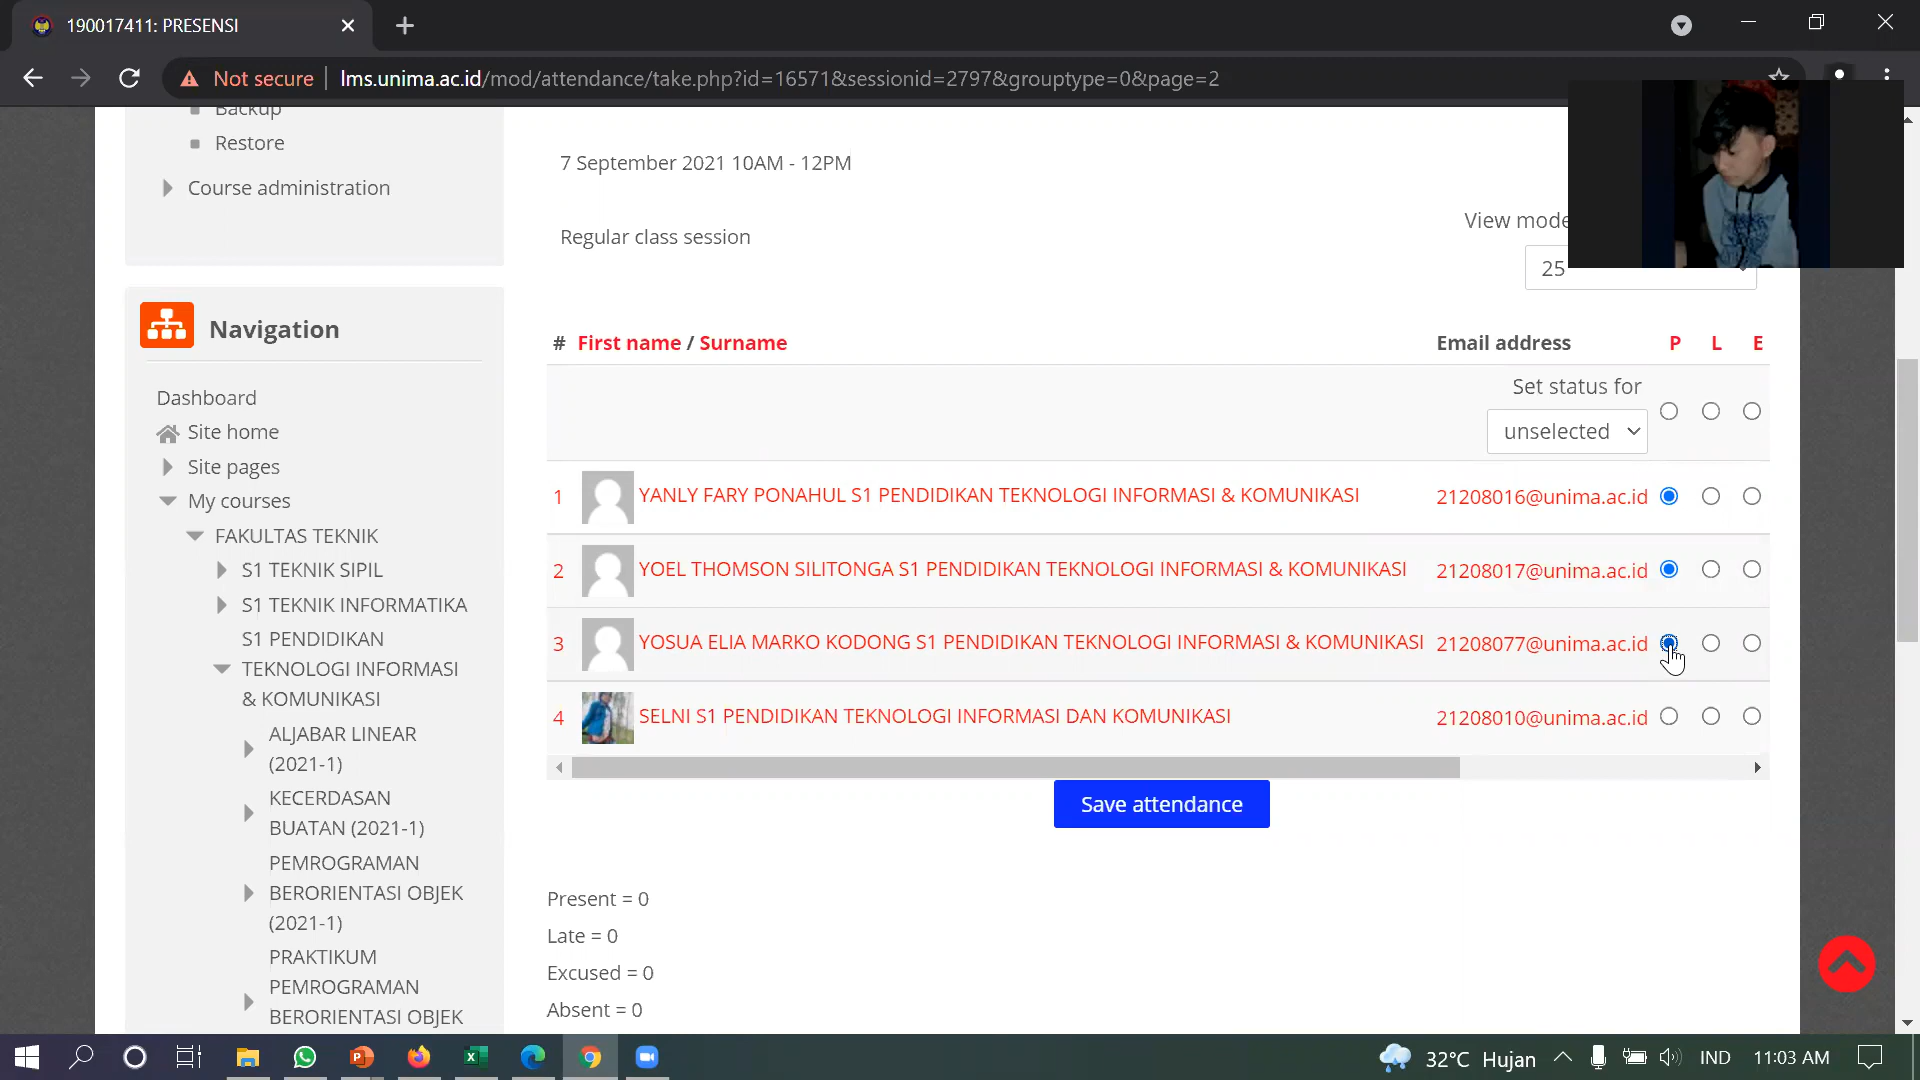 190017411: PRESENSI
Not secure
lms.unima.ac.id/mod/attendance/take.php?id=16571&sessionid=2797&grouptype=0&page=2
Backup
Restore
Course administration
Navigation
Dashboard
Site home
Site pages
My courses
FAKULTAS TEKNIK
S1 TEKNIK SIPIL
S1 TEKNIK INFORMATIKA
S1 PENDIDIKAN
TEKNOLOGI INFORMASI
& KOMUNIKASI
ALJABAR LINEAR
(2021-1)
KECERDASAN
BUATAN (2021-1)
PEMROGRAMAN
BERORIENTASI OBJEK
(2021-1)
PRAKTIKUM
PEMROGRAMAN
BERORIENTASI OBJEK
7 September 2021 10AM - 12PM
Regular class session
View mode
25
# First name / Surname Email address P L E
Set status for
unselected
1 YANLY FARY PONAHUL S1 PENDIDIKAN TEKNOLOGI INFORMASI & KOMUNIKASI 21208016@unima.ac.id
2 YOEL THOMSON SILITONGA S1 PENDIDIKAN TEKNOLOGI INFORMASI & KOMUNIKASI 21208017@unima.ac.id
3 YOSUA ELIA MARKO KODONG S1 PENDIDIKAN TEKNOLOGI INFORMASI & KOMUNIKASI 21208077@unima.ac.id
4 SELNI S1 PENDIDIKAN TEKNOLOGI INFORMASI DAN KOMUNIKASI 21208010@unima.ac.id
Save attendance
Present = 0
Late = 0
Excused = 0
Absent = 0
32°C Hujan IND 11:03 AM